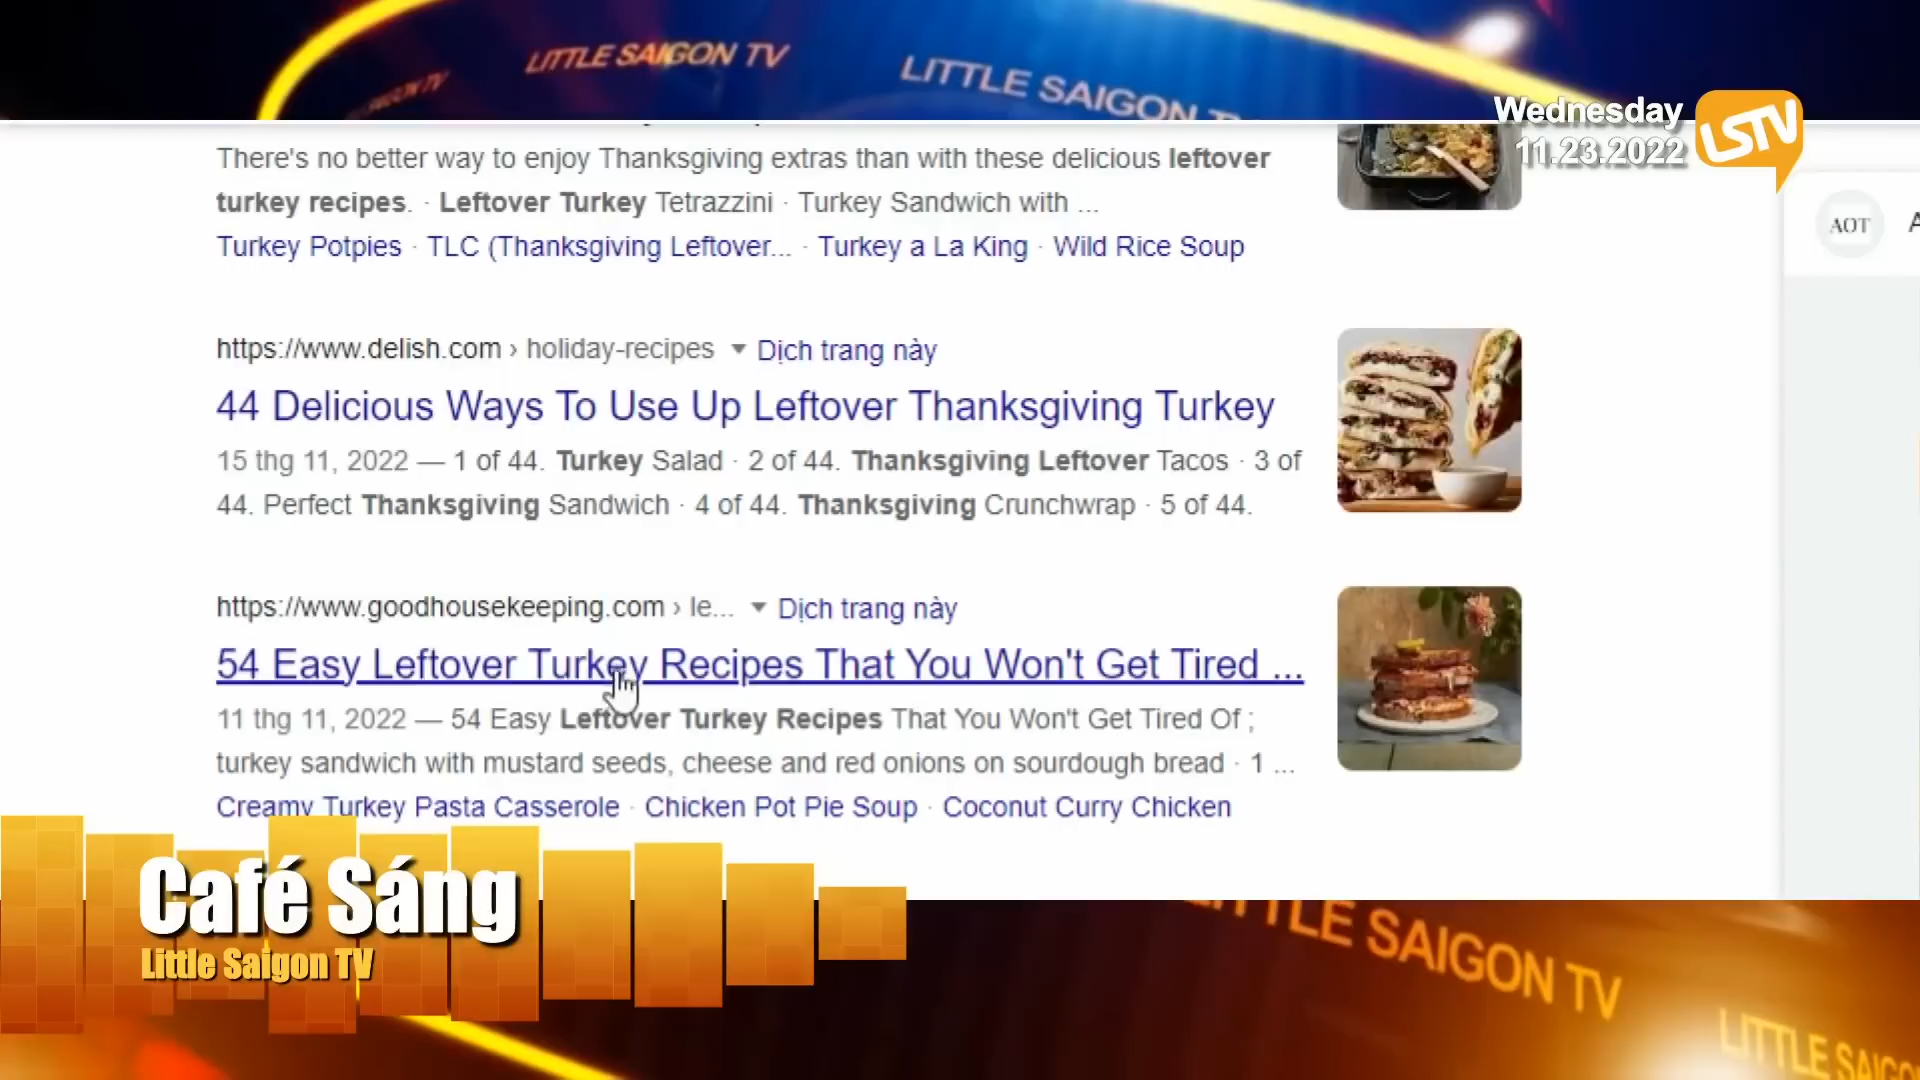 LITTLE SAIGON TV
LITTLE SAIGON TV
SAIGON TV
Wednesday
11.23.2022
LSTV
There's no better way to enjoy Thanksgiving extras than with these delicious leftover
turkey recipes. · Leftover Turkey Tetrazzini · Turkey Sandwich with ...
Turkey Potpies · TLC (Thanksgiving Leftover... · Turkey a La King · Wild Rice Soup
AOT
A
https://www.delish.com › holiday-recipes ▼ Dịch trang này
44 Delicious Ways To Use Up Leftover Thanksgiving Turkey
15 thg 11, 2022 — 1 of 44. Turkey Salad · 2 of 44. Thanksgiving Leftover Tacos · 3 of
44. Perfect Thanksgiving Sandwich · 4 of 44. Thanksgiving Crunchwrap · 5 of 44.
https://www.goodhousekeeping.com › le... ▼ Dịch trang này
54 Easy Leftover Turkey Recipes That You Won't Get Tired ...
11 thg 11, 2022 — 54 Easy Leftover Turkey Recipes That You Won't Get Tired Of ;
turkey sandwich with mustard seeds, cheese and red onions on sourdough bread · 1 ...
Creamy Turkey Pasta Casserole · Chicken Pot Pie Soup · Coconut Curry Chicken
Café Sáng
Little Saigon TV
LITTLE SAIGON TV
LITTLE SAIGO